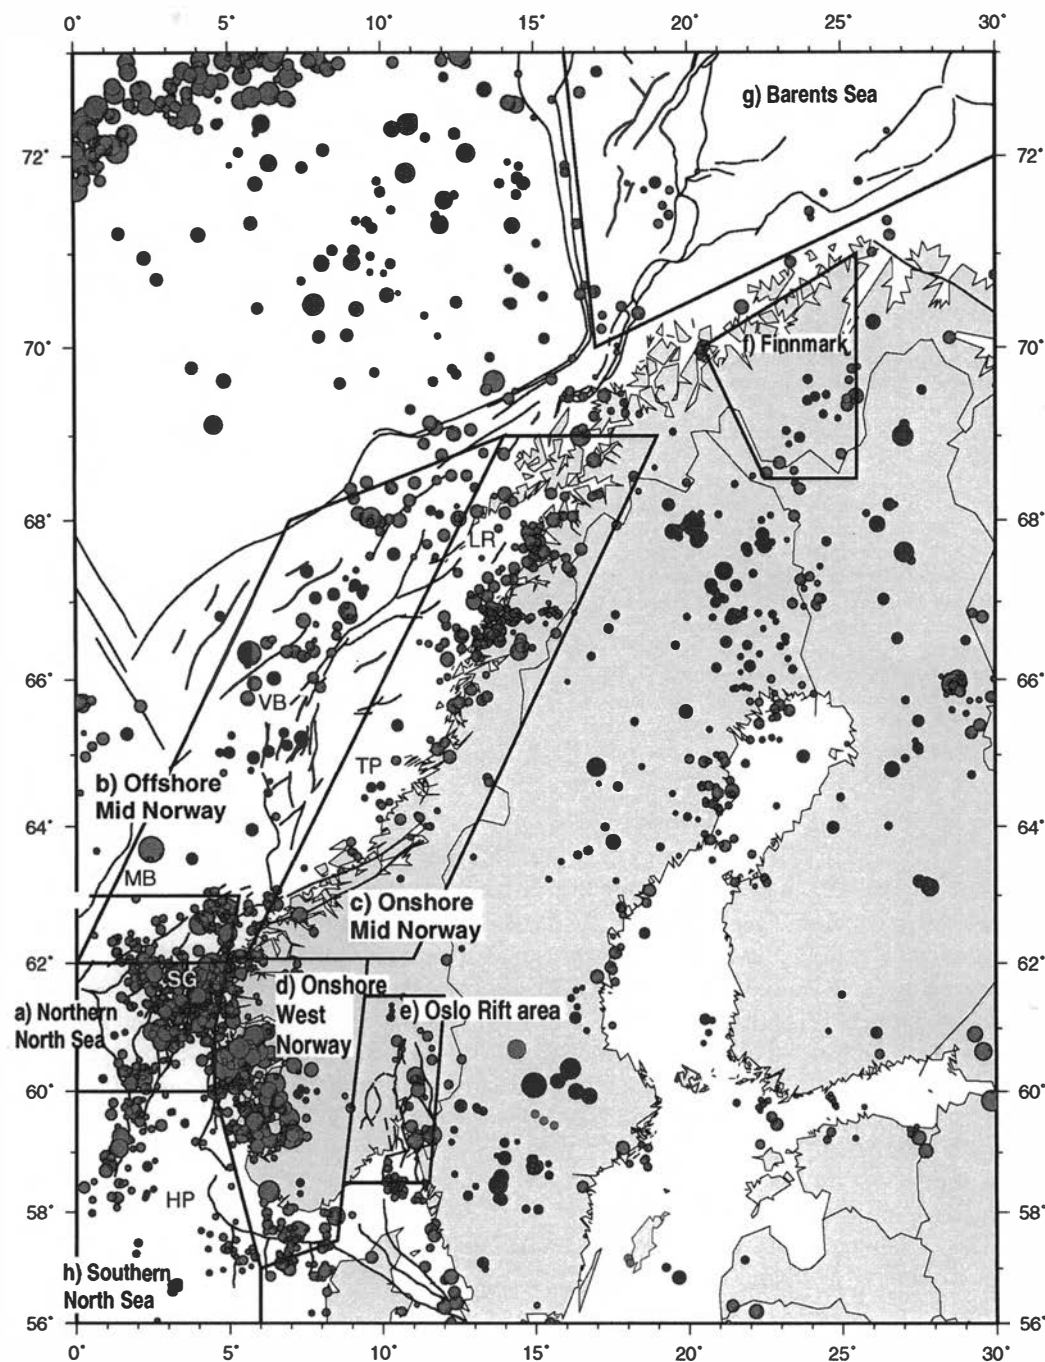 0° 5° 10° 15° 20° 25° 30°
g) Barents Sea
72° 72°
70° 70°
f) Finnmark
68° 68°
LR
66° 66°
VB
TP
b) Offshore
Mid Norway
64° 64°
MB
c) Onshore
Mid Norway
62° 62°
SG
d) Onshore
West
Norway
a) Northern
North Sea
e) Oslo Rift area
60° 60°
HP
58° 58°
h) Southern
North Sea
56° 56°
0° 5° 10° 15° 20° 25° 30°